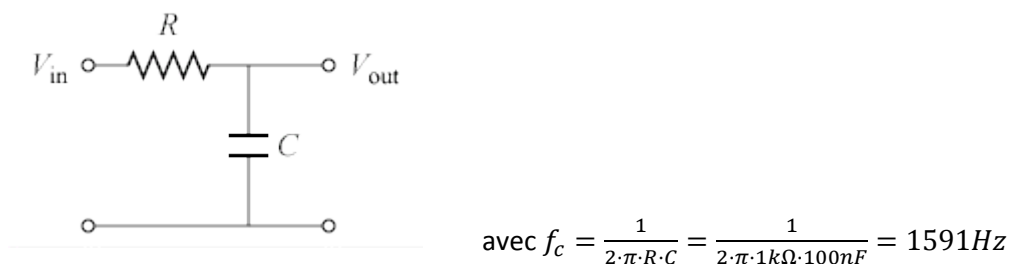 R
V_in V_out
C
avec f_c = 1/(2·π·R·C) = 1/(2·π·1kΩ·100nF) = 1591Hz